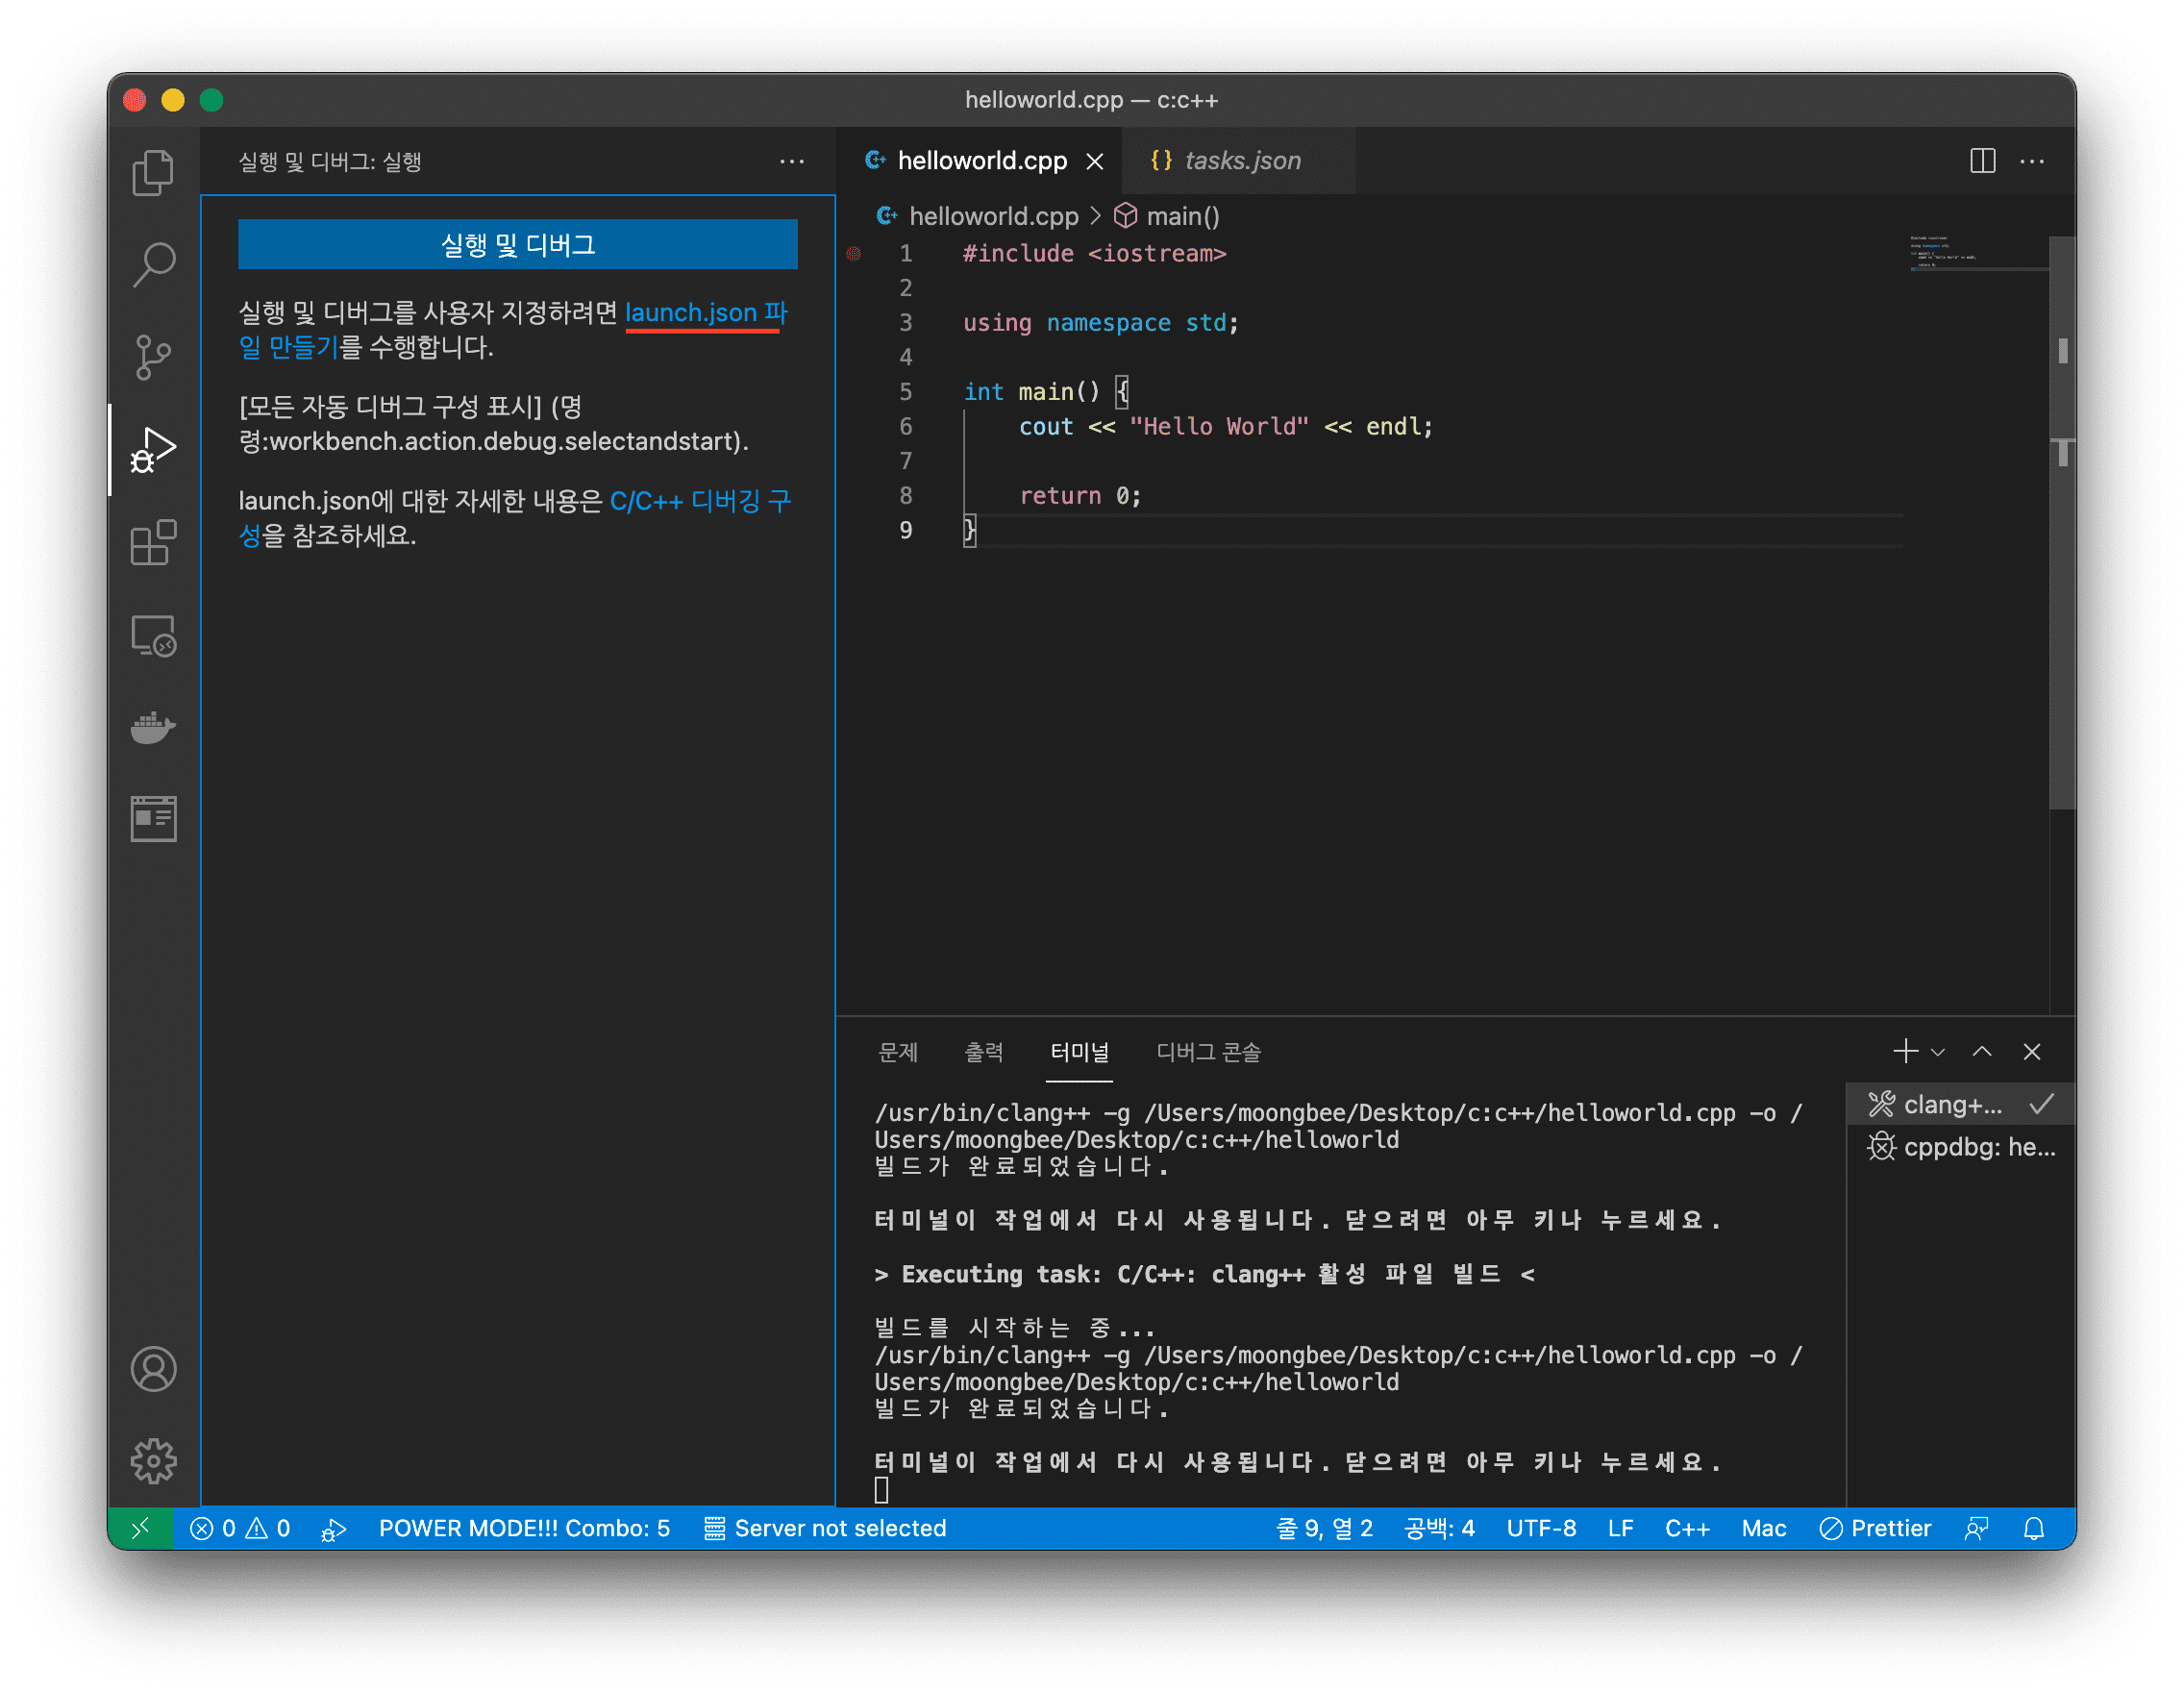 helloworld.cpp — c:c++
실행 및 디버그: 실행
실행 및 디버그
실행 및 디버그를 사용자 지정하려면 launch.json 파
일 만들기를 수행합니다.
[모든 자동 디버그 구성 표시] (명
령:workbench.action.debug.selectandstart).
launch.json에 대한 자세한 내용은 C/C++ 디버깅 구
성을 참조하세요.
helloworld.cpp
{} tasks.json
helloworld.cpp > main()
1 #include <iostream>
2
3 using namespace std;
4
5 int main() {
6 cout << "Hello World" << endl;
7
8 return 0;
9 }
문제 출력 터미널 디버그 콘솔
/usr/bin/clang++ -g /Users/moongbee/Desktop/c:c++/helloworld.cpp -o /
Users/moongbee/Desktop/c:c++/helloworld
빌드가 완료되었습니다.
터미널이 작업에서 다시 사용됩니다. 닫으려면 아무 키나 누르세요.
> Executing task: C/C++: clang++ 활성 파일 빌드 <
빌드를 시작하는 중...
/usr/bin/clang++ -g /Users/moongbee/Desktop/c:c++/helloworld.cpp -o /
Users/moongbee/Desktop/c:c++/helloworld
빌드가 완료되었습니다.
터미널이 작업에서 다시 사용됩니다. 닫으려면 아무 키나 누르세요.
clang+...
cppdbg: he...
0 0 POWER MODE!!! Combo: 5 Server not selected 줄 9, 열 2 공백: 4 UTF-8 LF C++ Mac Prettier